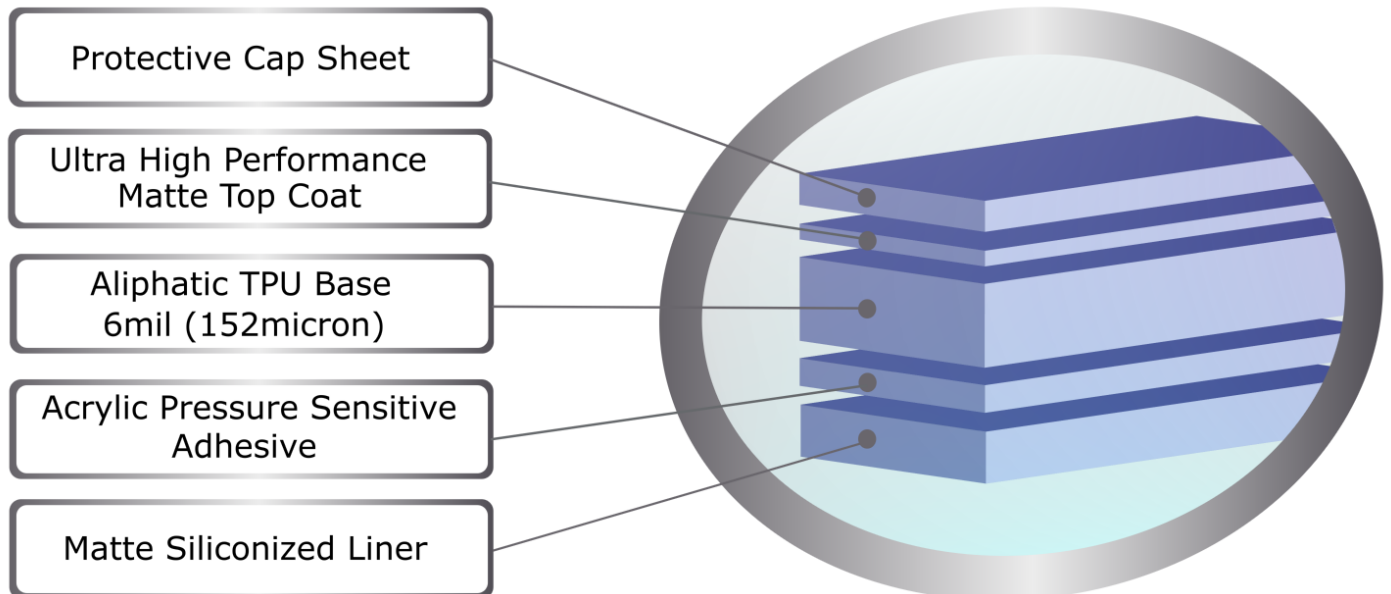 Protective Cap Sheet
Ultra High Performance
Matte Top Coat
Aliphatic TPU Base
6mil (152micron)
Acrylic Pressure Sensitive
Adhesive
Matte Siliconized Liner